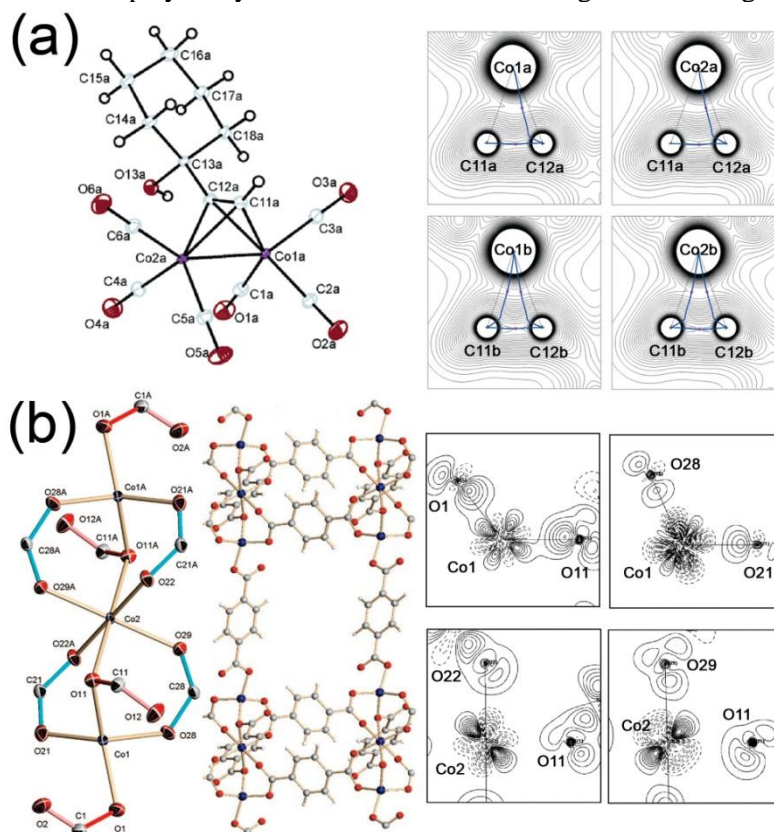 (a)
C16a
C15a
C17a
C14a
C18a
O13a
C13a
O6a
C12a
O3a
C11a
C6a
C3a
Co2a
Co1a
C4a
O4a
C1a
C2a
C5a
O1a
O2a
O5a
Co1a
C11a
C12a
Co2a
C11a
C12a
Co1b
C11b
C12b
Co2b
C11b
C12b
(b)
C1A
O1A
O2A
Co1A
O28A
O21A
O12A
C11A
O11A
C28A
C21A
O29A
O22
Co2
O22A
O29
O11
C11
C21
C28
O12
O21
Co1
O28
O2
C1
O1
O1
Co1
O11
O28
Co1
O21
O22
Co2
O11
O29
Co2
O11